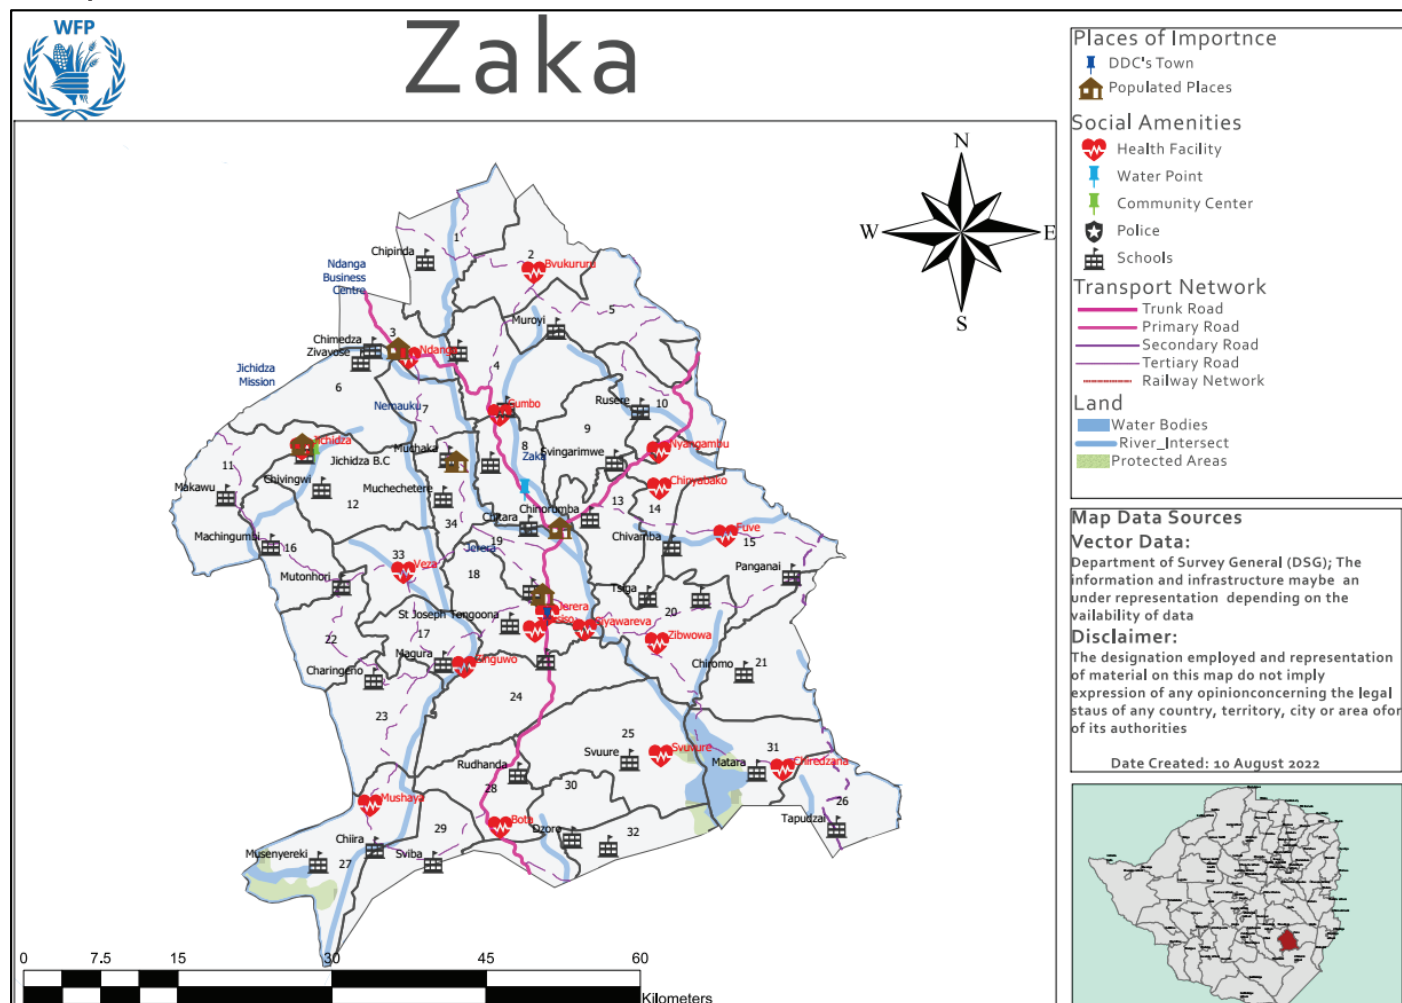 WFP
Zaka
N
W
E
S
Places of Importnce
DDC's Town
Populated Places
Social Amenities
Health Facility
Water Point
Community Center
Police
Schools
Transport Network
Trunk Road
Primary Road
Secondary Road
Tertiary Road
Railway Network
Land
Water Bodies
River_Intersect
Protected Areas
Map Data Sources
Vector Data:
Department of Survey General (DSG); The
information and infrastructure maybe an
under representation depending on the
vailability of data
Disclaimer:
The designation employed and representation
of material on this map do not imply
expression of any opinionconcerning the legal
staus of any country, territory, city or area ofor
of its authorities
Date Created: 10 August 2022
1
Chipinda
2
Bvukururu
Ndanga
Business
Centre
5
Muroyi
3
Chimedza
Zivavose
Ndanga
4
Jichidza
Mission
6
Nemauku
7
Gumbo
Rusere
10
9
Jichidza
8
Zaka
Svingarimwe
Nyangambu
Muchaka
Jichidza B.C
11
Makawu
Chivingwi
12
Muchechetere
Chipyabako
13
14
34
Chitara
Chinorumba
Fuve
15
Machingumbi
16
19
Jerera
Chivamba
33
Veza
18
Panganai
Mutonhori
Tsiga
20
Jerera
St Joseph Tongoona
17
22
Zibwowa
Magura
Charingeno
Chiromo
21
24
23
25
Svuure
Svuvure
31
Matara
Chiredzana
Rudhanda
28
30
26
Mushaya
29
Bota
Dzoro
32
Tapudzai
Chiira
Musenyereki
27
Sviba
0
7.5
15
30
45
60
Kilometers